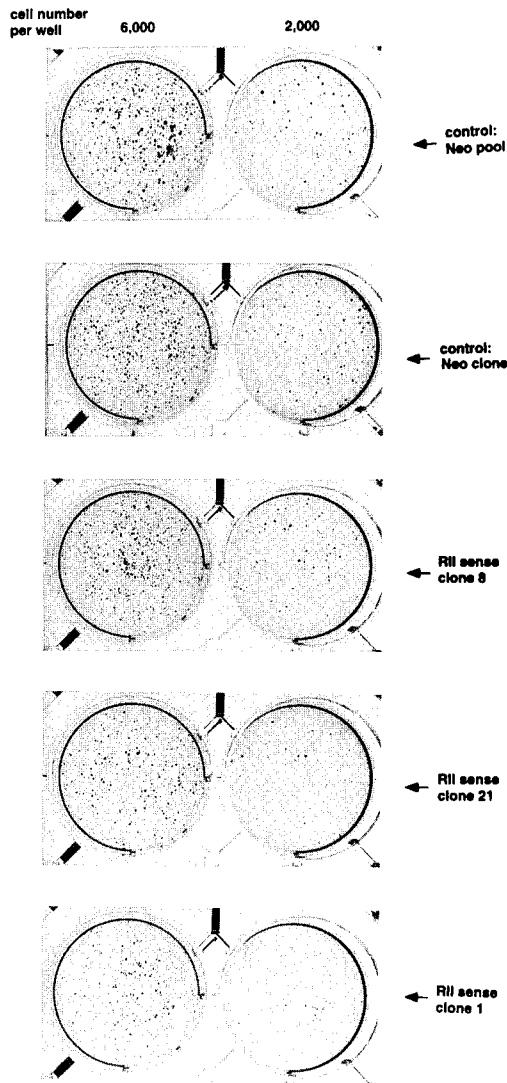 cell number
per well
6,000
2,000
control:
Neo pool
control:
Neo clone
RII sense
clone 8
RII sense
clone 21
RII sense
clone 1